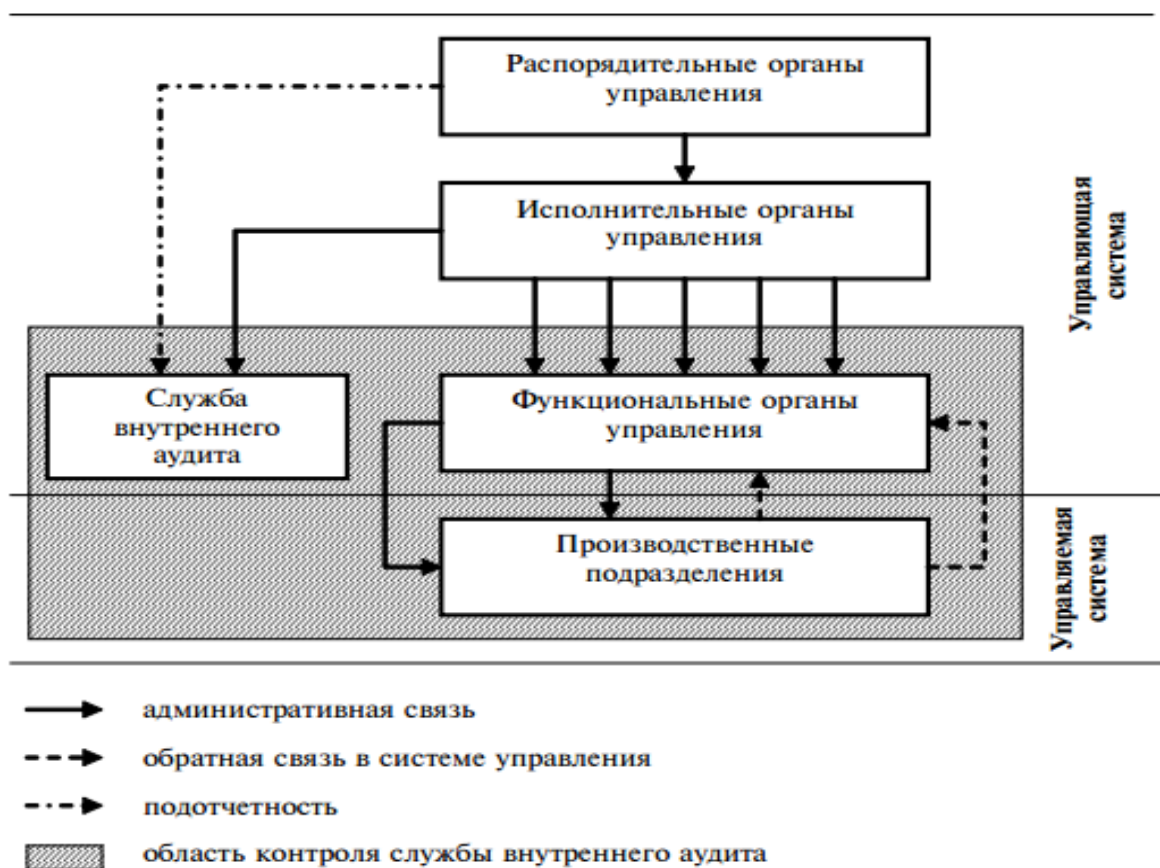 Распорядительные органы
управления
Исполнительные органы
управления
Управляющая
система
Служба
внутреннего
аудита
Функциональные органы
управления
Производственные
подразделения
Управляемая
система
административная связь
обратная связь в системе управления
подотчетность
область контроля службы внутреннего аудита